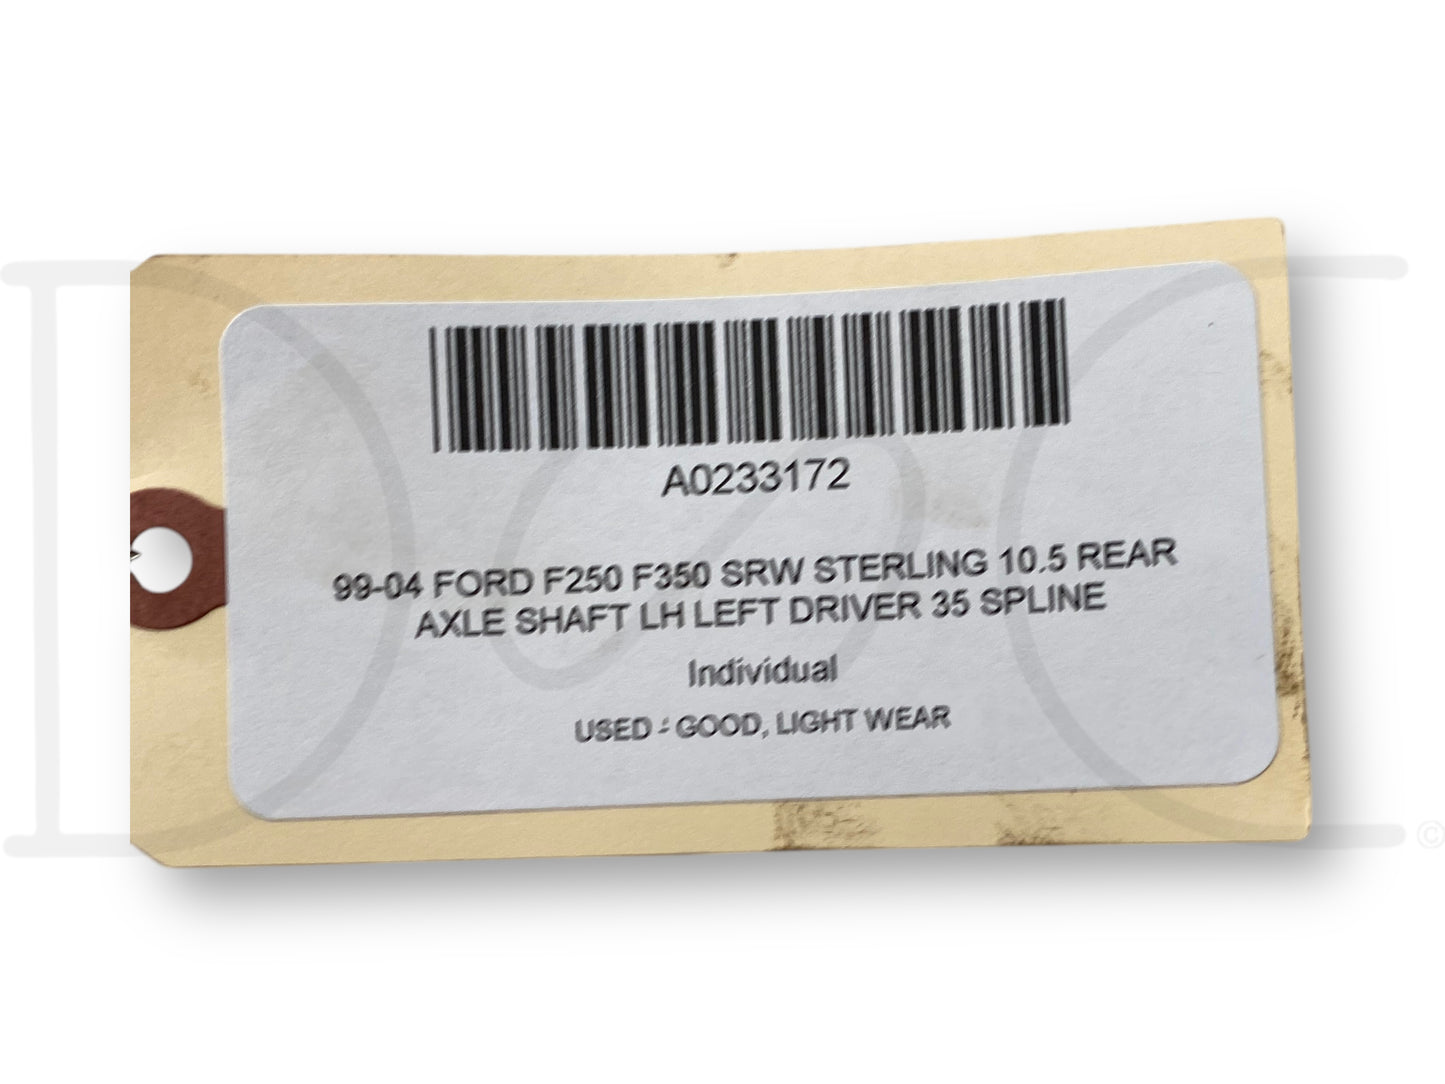 A0233172
99-04 FORD F250 F350 SRW STERLING 10.5 REAR
AXLE SHAFT LH LEFT DRIVER 35 SPLINE
Individual
USED - GOOD, LIGHT WEAR
©